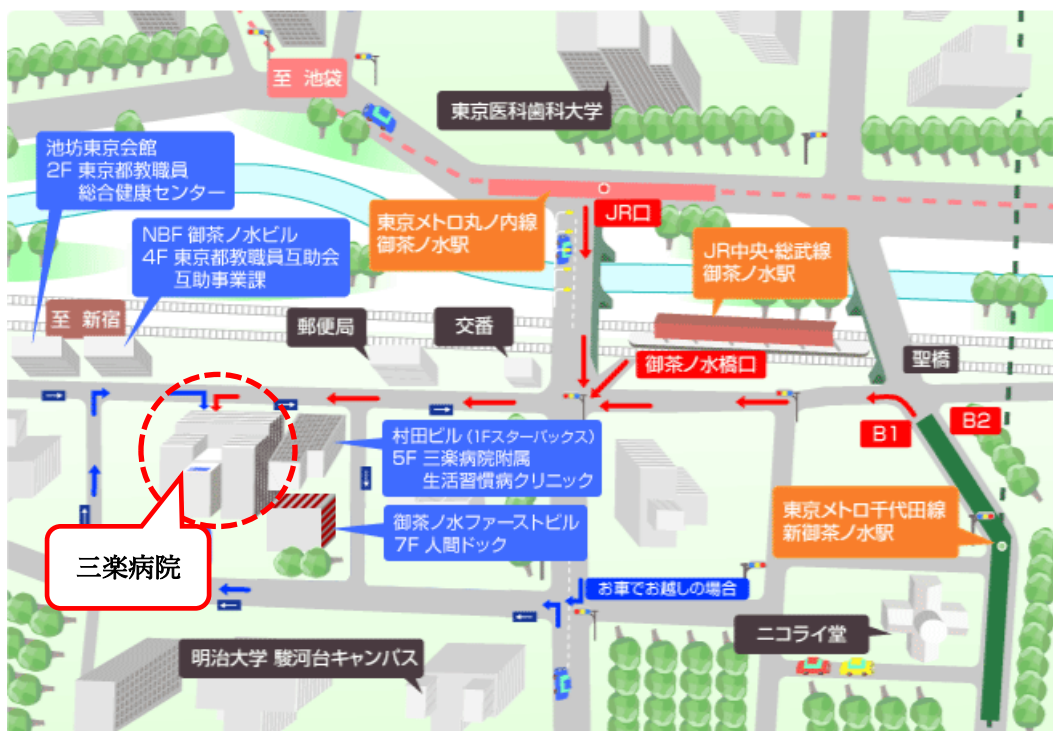 至 池袋
東京医科歯科大学
池坊東京会館
2F 東京都教職員
総合健康センター
NBF 御茶ノ水ビル
4F 東京都教職員互助会
互助事業課
東京メトロ丸ノ内線
御茶ノ水駅
JR口
JR中央・総武線
御茶ノ水駅
至 新宿
郵便局
交番
御茶ノ水橋口
聖橋
B1
B2
村田ビル(1Fスターバックス)
5F 三楽病院附属
生活習慣病クリニック
御茶ノ水ファーストビル
7F 人間ドック
三楽病院
東京メトロ千代田線
新御茶ノ水駅
お車でお越しの場合
ニコライ堂
明治大学 駿河台キャンパス